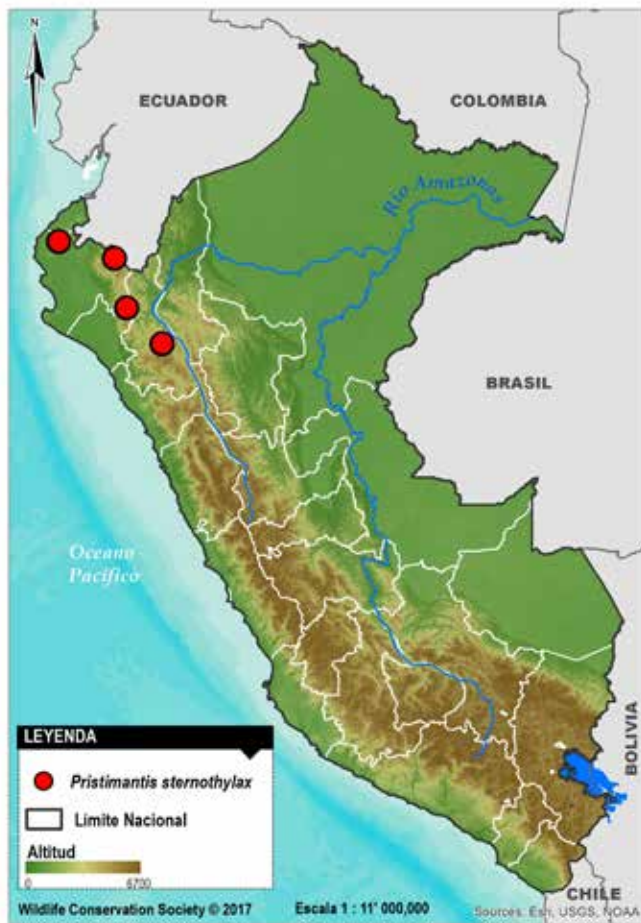 N
ECUADOR
COLOMBIA
Río Amazonas
BRASIL
Oceano
Pacífico
BOLIVIA
LEYENDA
Pristimantis sternothylax
Límite Nacional
Altitud
0 6700
CHILE
Wildlife Conservation Society © 2017 Escala 1 : 11' 000,000 Sources: Esri, USGS, NOAA